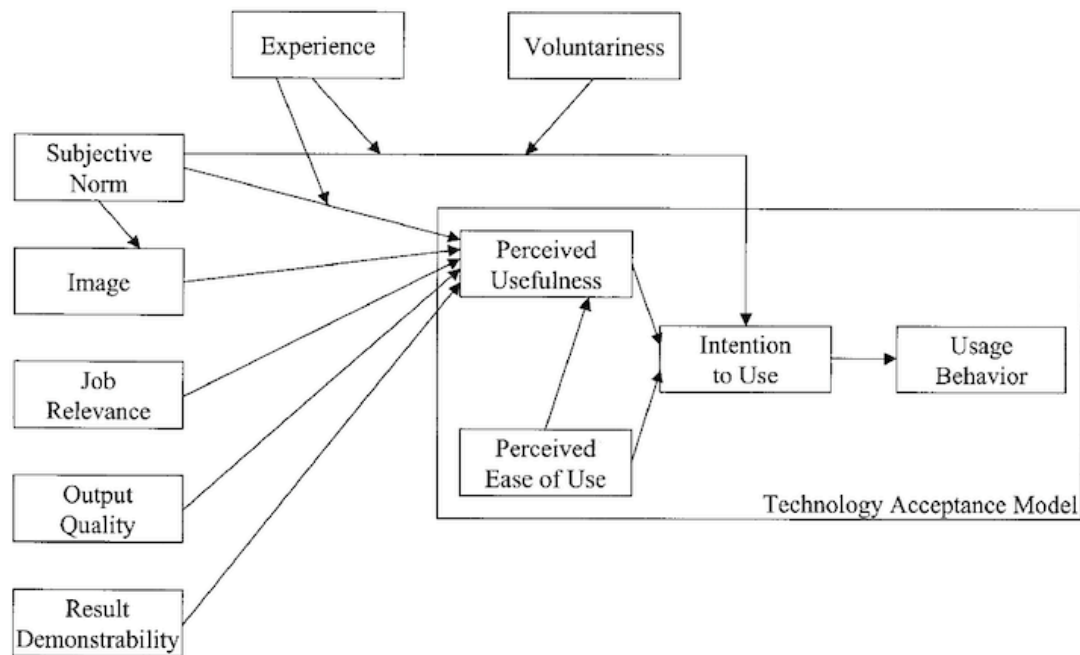 Experience
Voluntariness
Subjective
Norm
Image
Job
Relevance
Output
Quality
Result
Demonstrability
Perceived
Usefulness
Perceived
Ease of Use
Intention
to Use
Usage
Behavior
Technology Acceptance Model